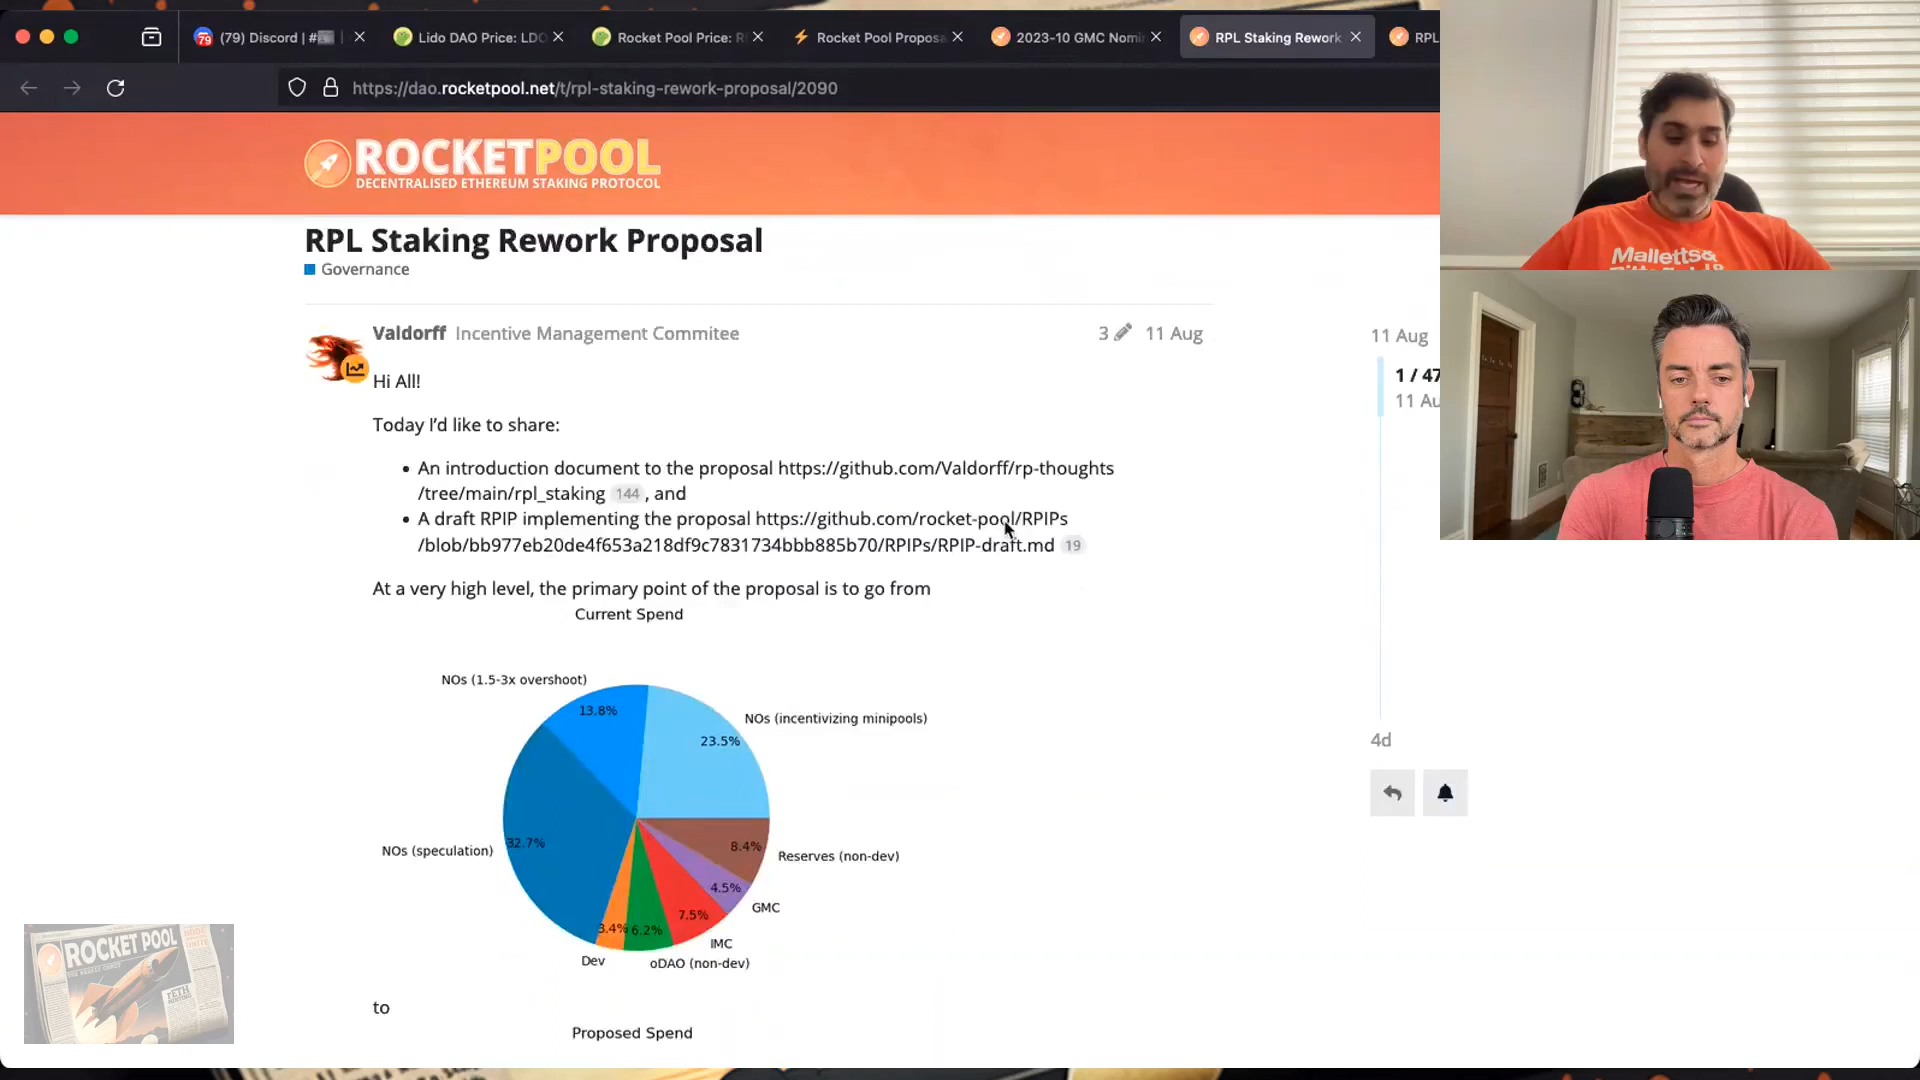 (79) Discord | #
Lido DAO Price: LDO
Rocket Pool Price: R
Rocket Pool Proposa
2023-10 GMC Nomi
RPL Staking Rework
RPL
https://dao.rocketpool.net/t/rpl-staking-rework-proposal/2090
ROCKETPOOL
DECENTRALISED ETHEREUM STAKING PROTOCOL
RPL Staking Rework Proposal
Governance
Valdorff Incentive Management Commitee
3 11 Aug
Hi All!
Today I'd like to share:
• An introduction document to the proposal https://github.com/Valdorff/rp-thoughts
/tree/main/rpl_staking 144 , and
• A draft RPIP implementing the proposal https://github.com/rocket-pool/RPIPs
/blob/bb977eb20de4f653a218df9c7831734bbb885b70/RPIPs/RPIP-draft.md 19
At a very high level, the primary point of the proposal is to go from
Current Spend
NOs (1.5-3x overshoot)
13.8%
NOs (incentivizing minipools)
23.5%
NOs (speculation)
32.7%
8.4%
Reserves (non-dev)
4.5%
GMC
7.5%
IMC
3.4%
6.2%
Dev
oDAO (non-dev)
to
Proposed Spend
11 Aug
1 / 47
11 Au
4d
Malletts&
ROCKET POOL